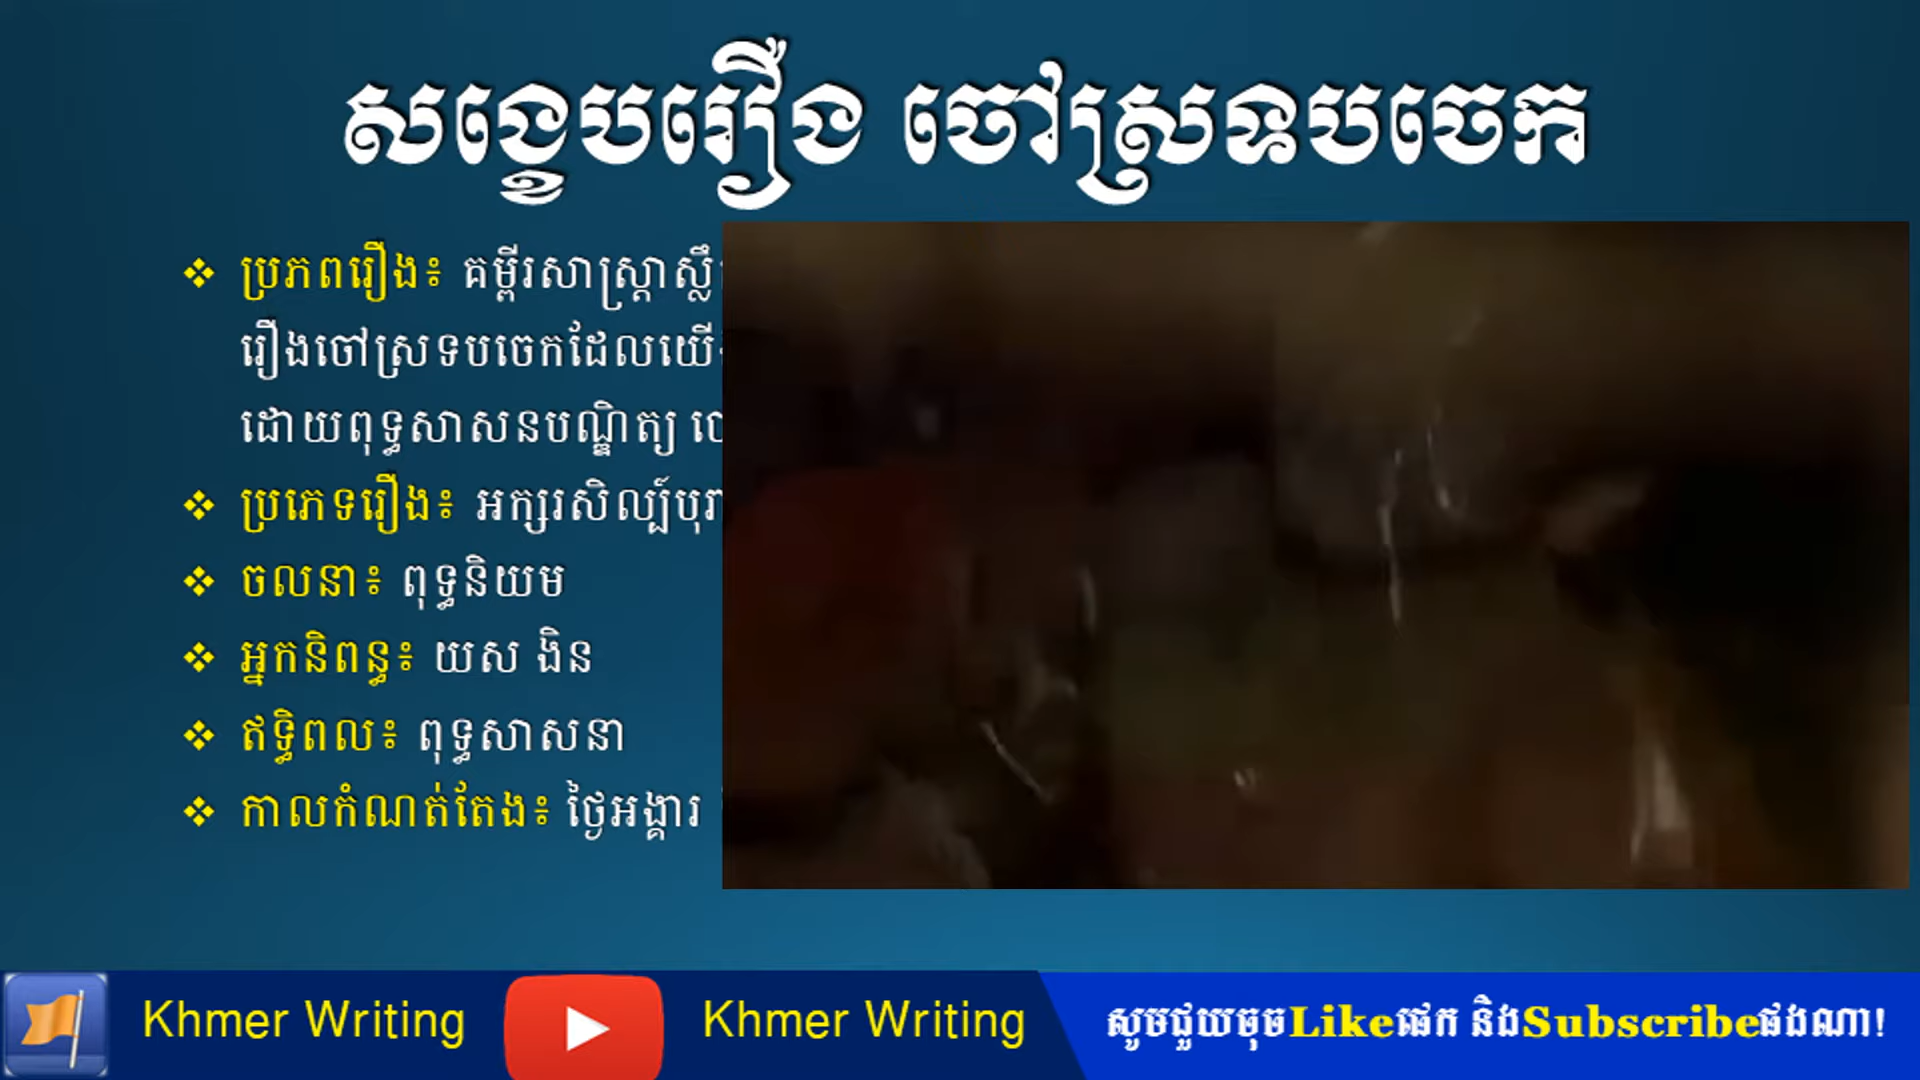 សង្ខេបរឿង ចៅស្រទបចេក
❖ ប្រភពរឿង៖ គម្ពីរសាស្ត្រាស្លឹ
រឿងចៅស្រទបចេកដែលយើ
ដោយពុទ្ធសាសនបណ្ឌិត្យ
❖ ប្រភេទរឿង៖ អក្សរសិល្ប៍បុរា
❖ ចលនា៖ ពុទ្ធនិយម
❖ អ្នកនិពន្ធ៖ យស ងិន
❖ ឥទ្ធិពល៖ ពុទ្ធសាសនា
❖ កាលកំណត់តែង៖ ថ្ងៃអង្គារ
Khmer Writing Khmer Writing សូមជួយចុចLikeផេក និងSubscribeផងណា!